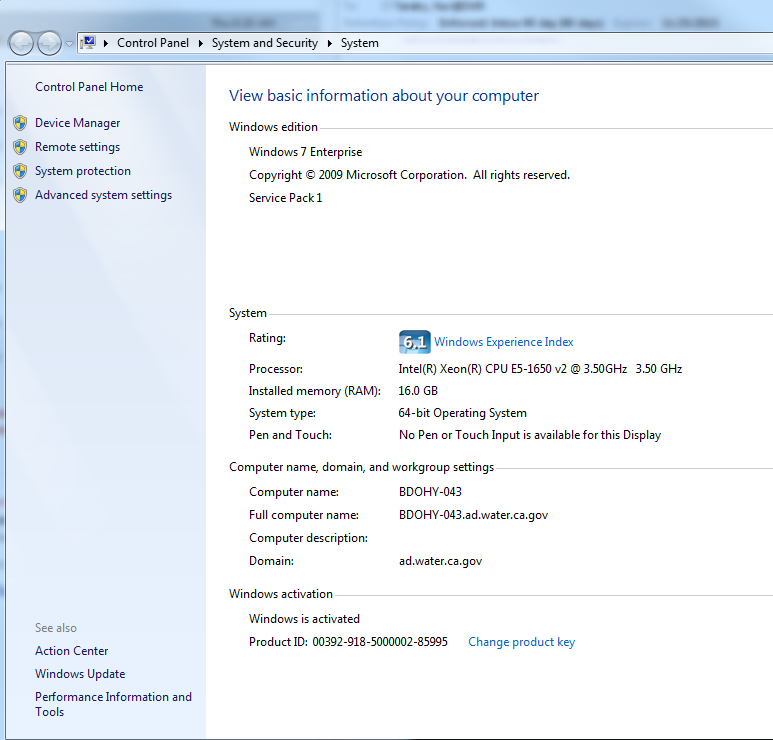 Control Panel ▸ System and Security ▸ System
Control Panel Home
Device Manager
Remote settings
System protection
Advanced system settings
View basic information about your computer
Windows edition
Windows 7 Enterprise
Copyright © 2009 Microsoft Corporation.  All rights reserved.
Service Pack 1
System
Rating: 6,1 Windows Experience Index
Processor: Intel(R) Xeon(R) CPU E5-1650 v2 @ 3.50GHz  3.50 GHz
Installed memory (RAM): 16.0 GB
System type: 64-bit Operating System
Pen and Touch: No Pen or Touch Input is available for this Display
Computer name, domain, and workgroup settings
Computer name: BDOHY-043
Full computer name: BDOHY-043.ad.water.ca.gov
Computer description:
Domain: ad.water.ca.gov
Windows activation
Windows is activated
Product ID: 00392-918-5000002-85995 Change product key
See also
Action Center
Windows Update
Performance Information and
Tools